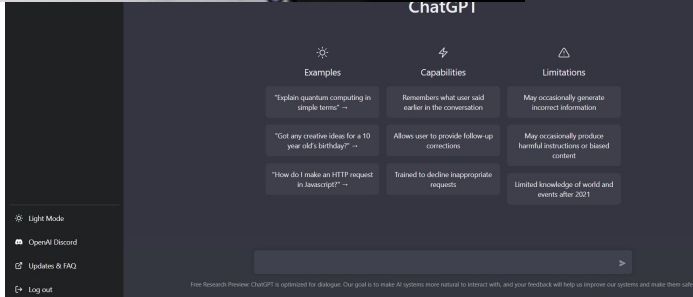 ChatGPT
Examples
Capabilities
Limitations
"Explain quantum computing in
simple terms" →
Remembers what user said
earlier in the conversation
May occasionally generate
incorrect information
"Got any creative ideas for a 10
year old's birthday?" →
Allows user to provide follow-up
corrections
May occasionally produce
harmful instructions or biased
content
"How do I make an HTTP request
in Javascript?" →
Trained to decline inappropriate
requests
Limited knowledge of world and
events after 2021
Light Mode
OpenAI Discord
Updates & FAQ
Log out
Free Research Preview: ChatGPT is optimized for dialogue. Our goal is to make AI systems more natural to interact with, and your feedback will help us improve our systems and make them safe